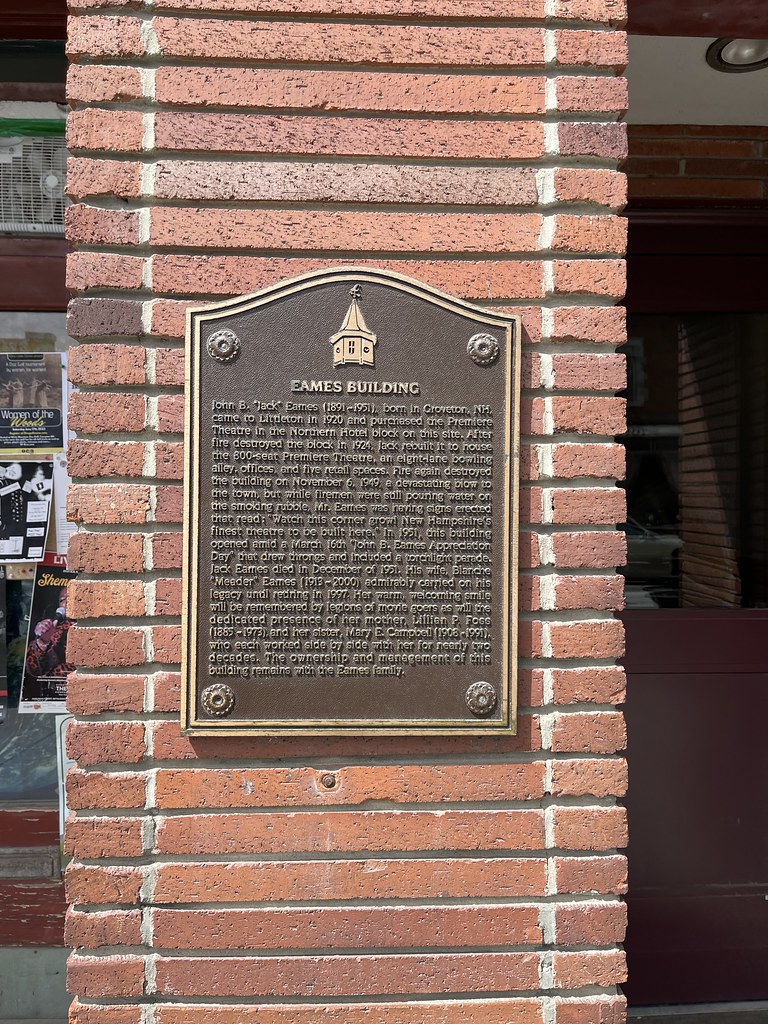 EAMES BUILDING
John B. "Jack" Eames (1891-1951), born in Groveton, NH,
came to Littleton in 1920 and purchased the Premiere
Theatre in the Northern Hotel block on this site. After
fire destroyed the block in 1924, Jack rebuilt it to house
the 800-seat Premiere Theatre, an eight-lane bowling
alley, offices, and five retail spaces. Fire again destroyed
the building on November 6, 1949, a devastating blow to
the town, but while firemen were still pouring water on
the smoking rubble, Mr. Eames was having signs erected
that read: "Watch this corner grow! New Hampshire's
finest theatre to be built here." In 1951, this building
opened amid a March 16th "John B. Eames Appreciation
Day" that drew throngs and included a torchlight parade.
Jack Eames died in December of 1951. His wife, Blanche
"Meader" Eames (1913-2000) admirably carried on his
legacy until retiring in 1997. Her warm, welcoming smile
will be remembered by legions of movie goers as will the
dedicated presence of her mother, Lillian P. Foss
(1885-1973), and her sister, Mary E. Campbell (1908-1991),
who each worked side by side with her for nearly two
decades. The ownership and management of this
building remains with the Eames family.
Women of the
Woods
LIVE
Shem